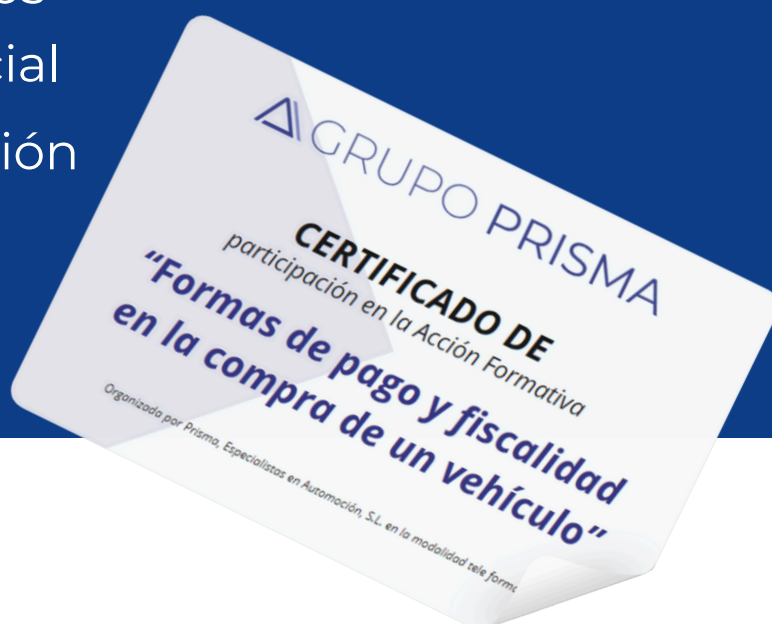 cial
ión
GRUPO PRISMA
CERTIFICADO DE
participación en la Acción Formativa
“Formas de pago y fiscalidad
en la compra de un vehículo”
Organizada por Prisma, Especialistas en Automoción, S.L. en la modalidad tele